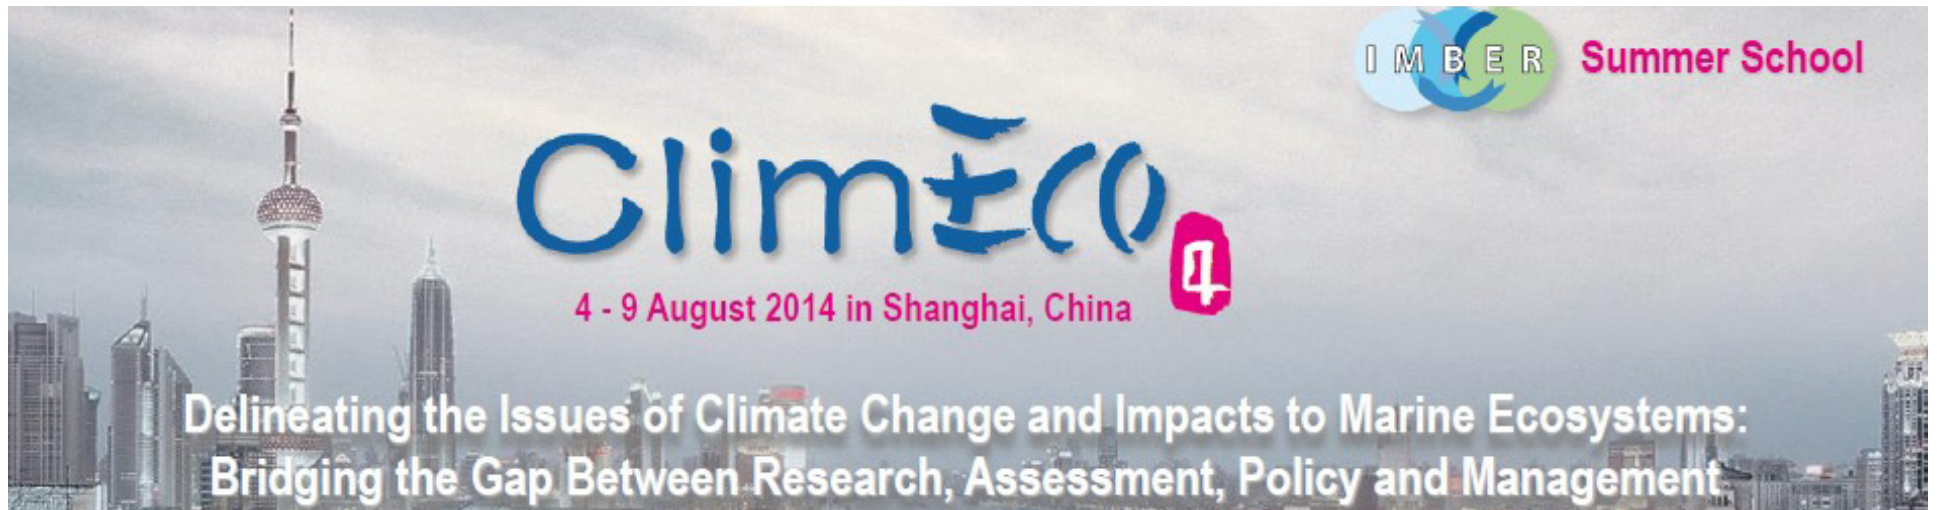 IMBER Summer School
ClimEco
4
4 - 9 August 2014 in Shanghai, China
Delineating the Issues of Climate Change and Impacts to Marine Ecosystems:
Bridging the Gap Between Research, Assessment, Policy and Management